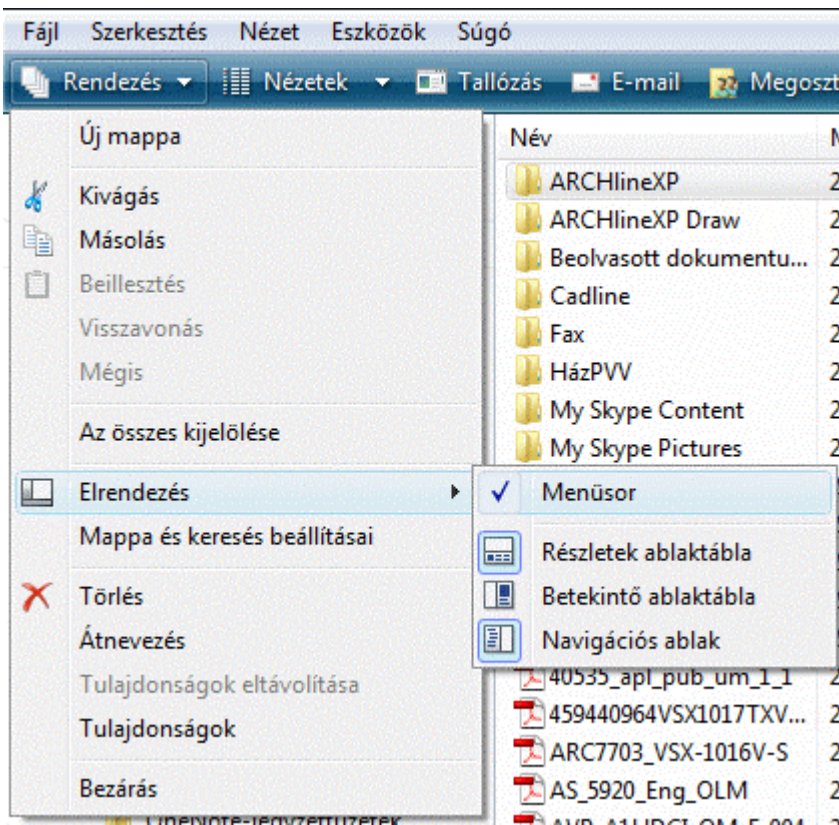 Fájl Szerkesztés Nézet Eszközök Súgó
Rendezés Nézetek Tallózás E-mail
Új mappa
Kivágás
Másolás
Beillesztés
Visszavonás
Mégis
Az összes kijelölése
Elrendezés
Mappa és keresés beállításai
Törlés
Átnevezés
Tulajdonságok eltávolítása
Tulajdonságok
Bezárás
Név
ARCHlineXP
ARCHlineXP Draw
Beolvasott dokumentu...
Cadline
Fax
HázPVV
My Skype Content
My Skype Pictures
Menüsor
Részletek ablaktábla
Betekintő ablaktábla
Navigációs ablak
40535_apl_pub_um_1_1
459440964VSX1017TXV...
ARC7703_VSX-1016V-S
AS_5920_Eng_OLM